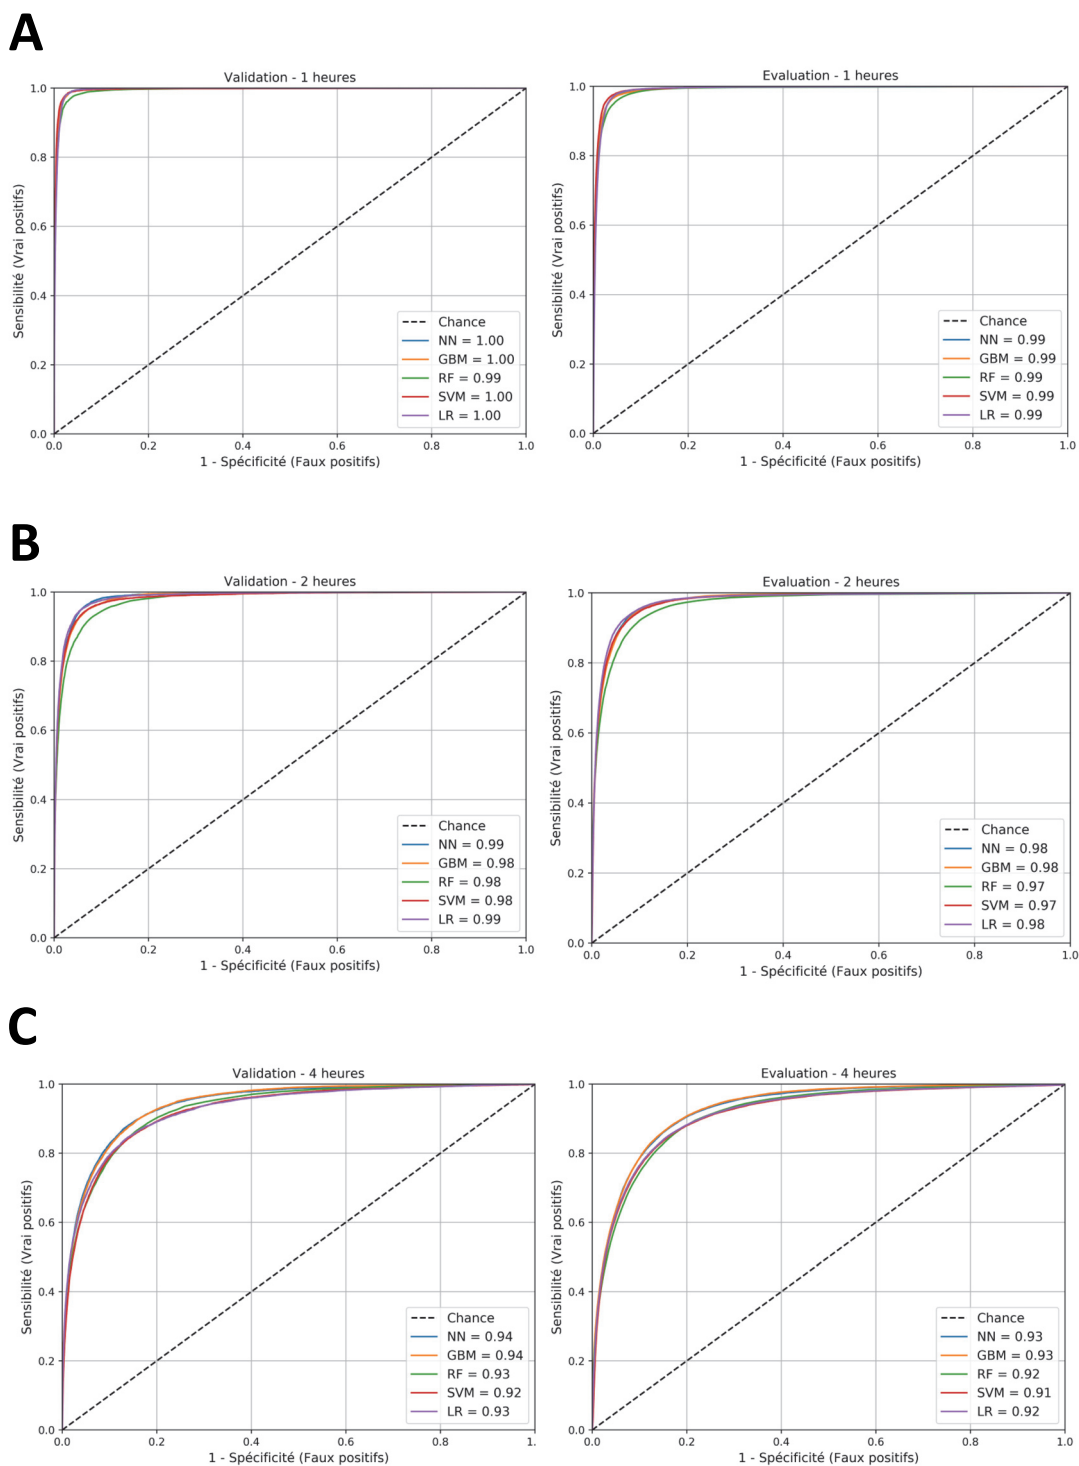 A
Validation - 1 heures
Sensibilité (Vrai positifs)
1.0
0.8
0.6
0.4
0.2
0.0
Chance
NN = 1.00
GBM = 1.00
RF = 0.99
SVM = 1.00
LR = 1.00
0.0 0.2 0.4 0.6 0.8 1.0
1 - Spécificité (Faux positifs)
Evaluation - 1 heures
Sensibilité (Vrai positifs)
1.0
0.8
0.6
0.4
0.2
0.0
Chance
NN = 0.99
GBM = 0.99
RF = 0.99
SVM = 0.99
LR = 0.99
0.0 0.2 0.4 0.6 0.8 1.0
1 - Spécificité (Faux positifs)
B
Validation - 2 heures
Sensibilité (Vrai positifs)
1.0
0.8
0.6
0.4
0.2
0.0
Chance
NN = 0.99
GBM = 0.98
RF = 0.98
SVM = 0.98
LR = 0.99
0.0 0.2 0.4 0.6 0.8 1.0
1 - Spécificité (Faux positifs)
Evaluation - 2 heures
Sensibilité (Vrai positifs)
1.0
0.8
0.6
0.4
0.2
0.0
Chance
NN = 0.98
GBM = 0.98
RF = 0.97
SVM = 0.97
LR = 0.98
0.0 0.2 0.4 0.6 0.8 1.0
1 - Spécificité (Faux positifs)
C
Validation - 4 heures
Sensibilité (Vrai positifs)
1.0
0.8
0.6
0.4
0.2
0.0
Chance
NN = 0.94
GBM = 0.94
RF = 0.93
SVM = 0.92
LR = 0.93
0.0 0.2 0.4 0.6 0.8 1.
1 - Spécificité (Faux positifs)
Evaluation - 4 heures
Sensibilité (Vrai positifs)
1.0
0.8
0.6
0.4
0.2
0.0
Chance
NN = 0.93
GBM = 0.93
RF = 0.92
SVM = 0.91
LR = 0.92
0.0 0.2 0.4 0.6 0.8 1.0
1 - Spécificité (Faux positifs)